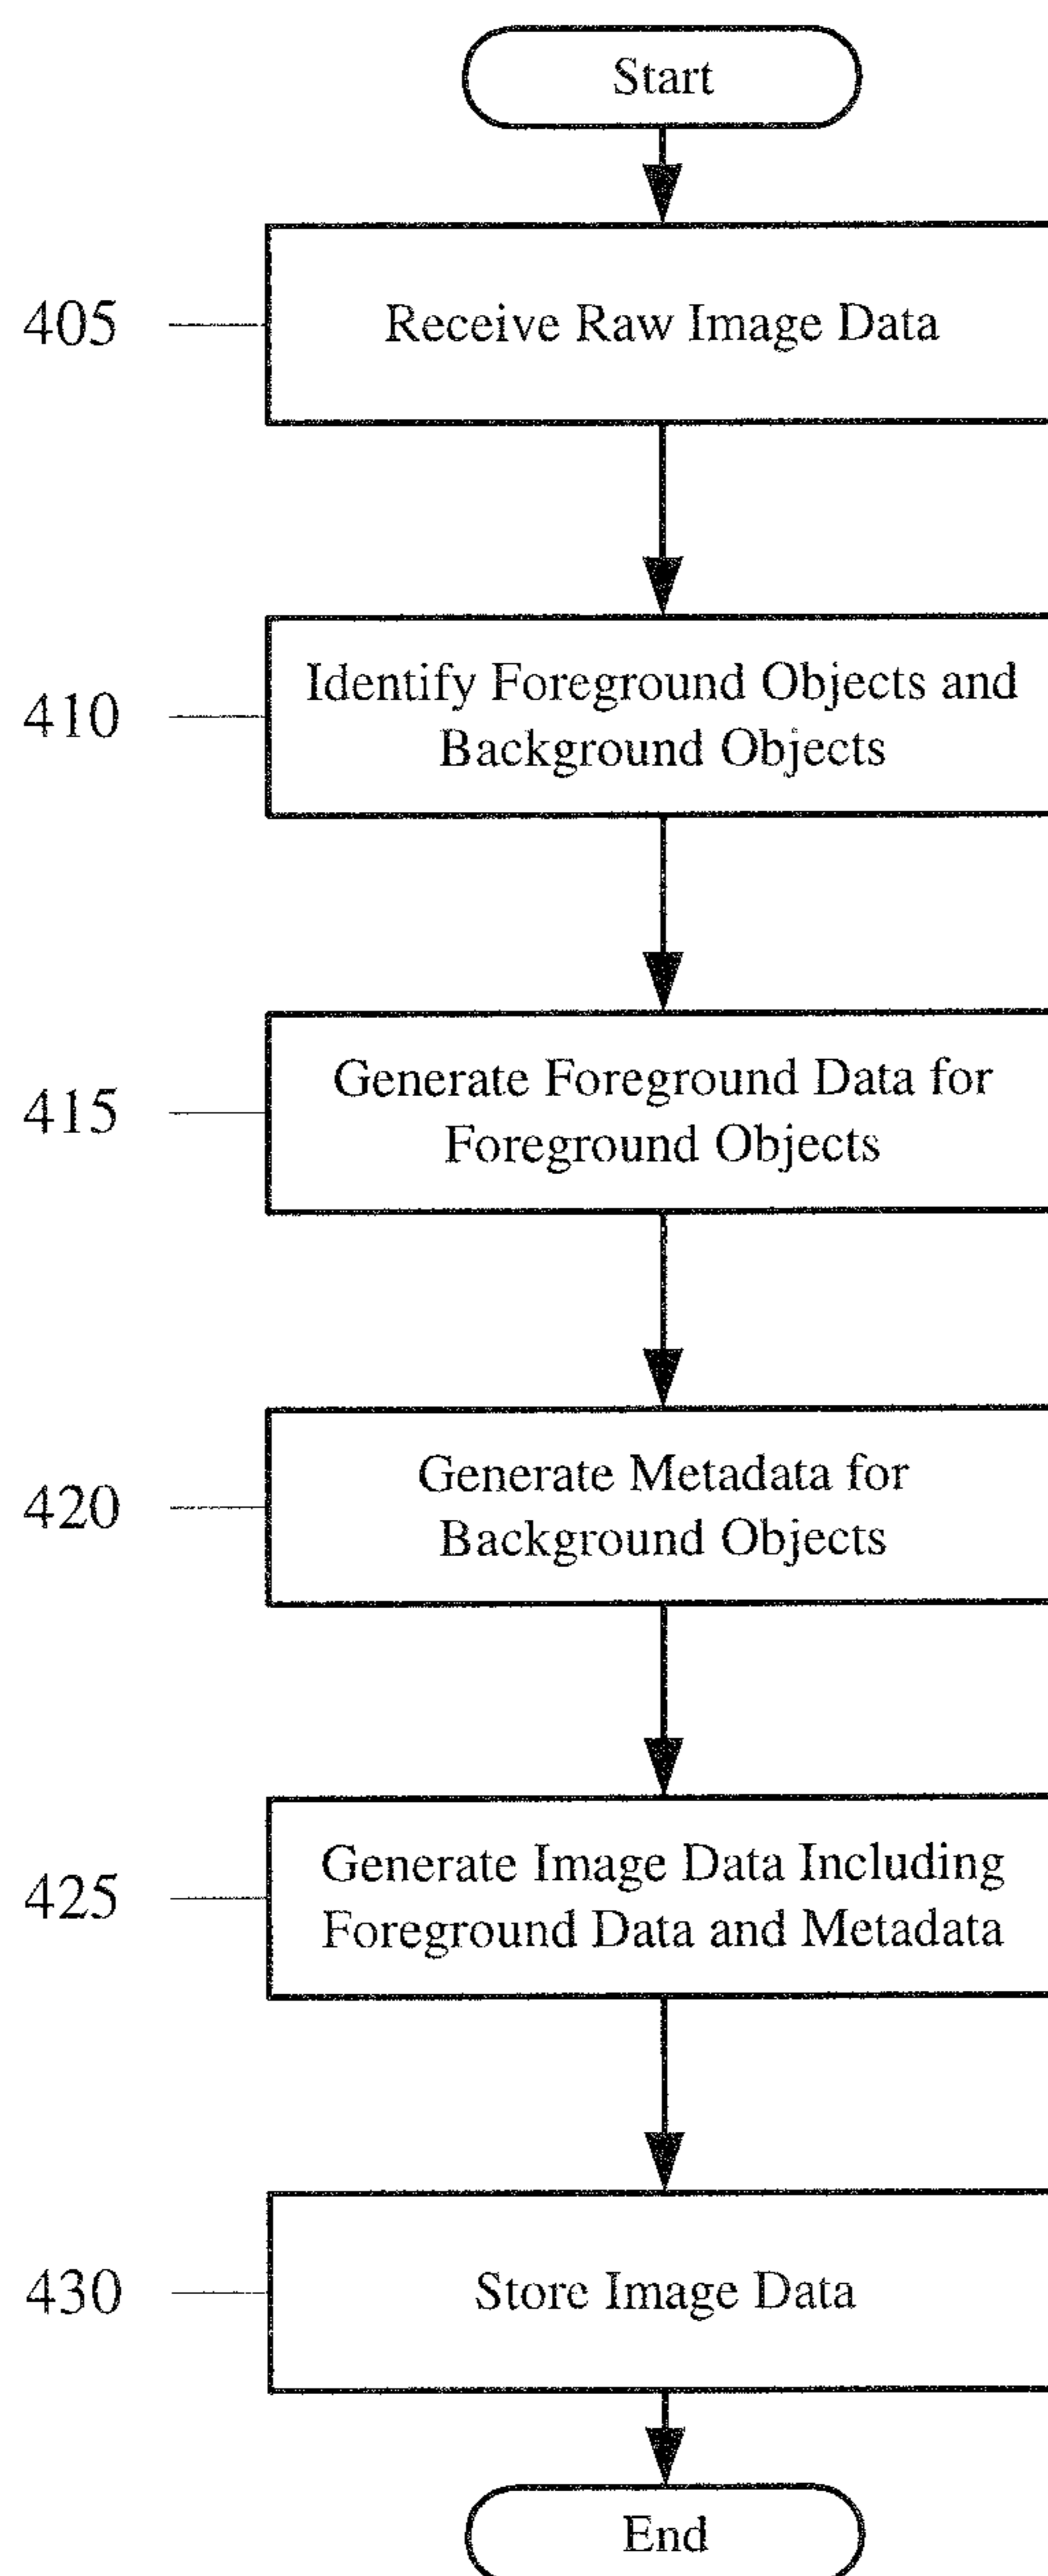 Start
405
Receive Raw Image Data
410
Identify Foreground Objects and
Background Objects
415
Generate Foreground Data for
Foreground Objects
420
Generate Metadata for
Background Objects
425
Generate Image Data Including
Foreground Data and Metadata
430
Store Image Data
End